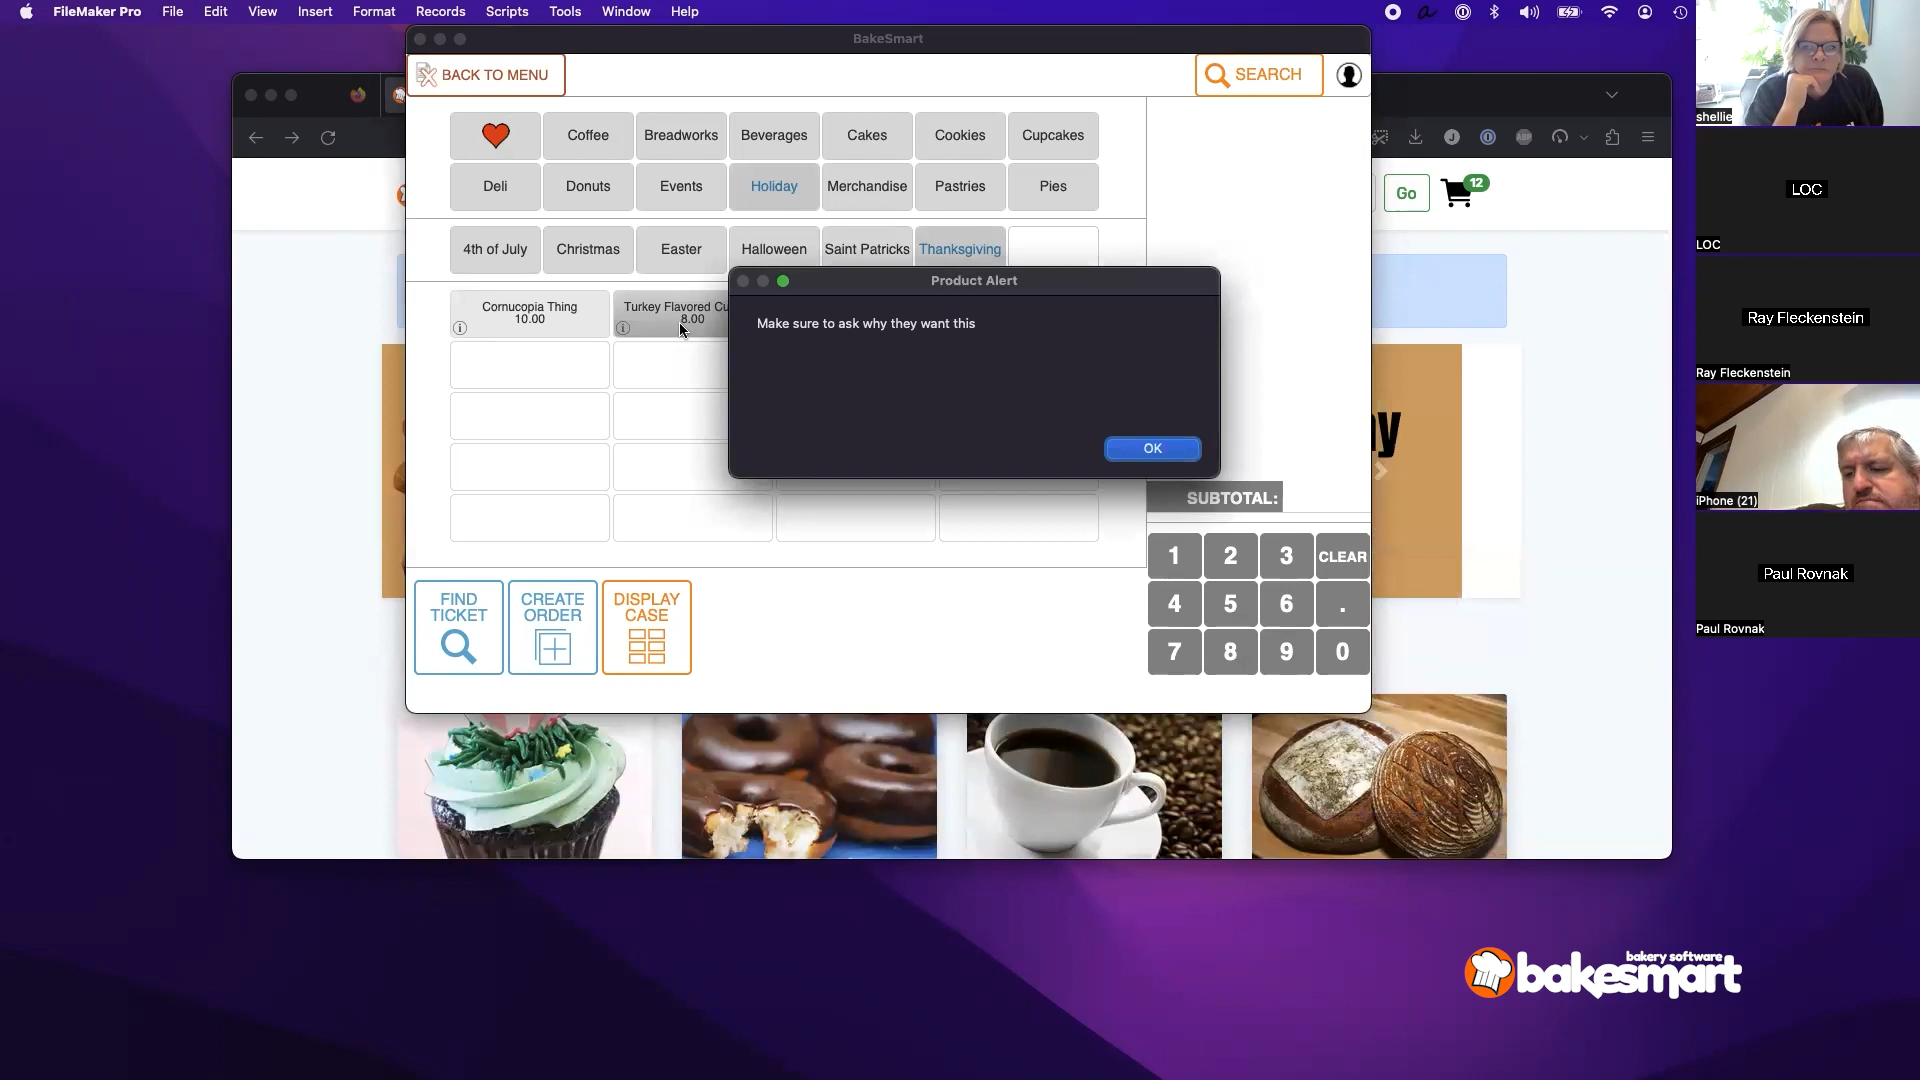 FileMaker Pro File Edit View Insert Format Records Scripts Tools Window Help
BakeSmart
BACK TO MENU
SEARCH
Coffee Breadworks Beverages Cakes Cookies Cupcakes
Deli Donuts Events Holiday Merchandise Pastries Pies
4th of July Christmas Easter Halloween Saint Patricks Thanksgiving
Cornucopia Thing
10.00
Turkey Flavored Cu
8.00
Product Alert
Make sure to ask why they want this
OK
SUBTOTAL:
1 2 3 CLEAR
4 5 6 .
7 8 9 0
FIND
TICKET
CREATE
ORDER
DISPLAY
CASE
Go
12
ABP
ny
bakery software
bakesmart
shellie
LOC
LOC
Ray Fleckenstein
Ray Fleckenstein
iPhone (21)
Paul Rovnak
Paul Rovnak